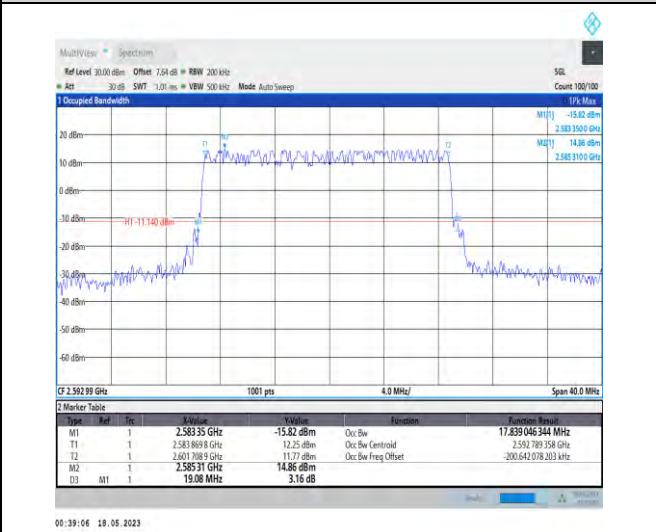 MultiView Spectrum
Ref Level 30.00 dBm Offset 7.64 dB RBW 200 kHz SGL
Att 30 dB SWT 1.01 ms VBW 500 kHz Mode Auto Sweep Count 100/100
1 Occupied Bandwidth 1Pk Max
M1[1] -15.82 dBm
2.583 3500 GHz
M2[1] 14.86 dBm
2.585 3100 GHz
20 dBm
T1 M2 T2
10 dBm
0 dBm
-10 dBm H1 -11.140 dBm
-20 dBm
-30 dBm
-40 dBm
-50 dBm
-60 dBm
CF 2.592 99 GHz 1001 pts 4.0 MHz/ Span 40.0 MHz
2 Marker Table
Type Ref Trc X-Value Y-Value Function Function Result
M1 1 2.583 35 GHz -15.82 dBm Occ Bw 17.839 046 344 MHz
T1 1 2.583 869 8 GHz 12.25 dBm Occ Bw Centroid 2.592 789 358 GHz
T2 1 2.601 708 9 GHz 11.77 dBm Occ Bw Freq Offset -200.642 078 203 kHz
M2 1 2.585 31 GHz 14.86 dBm
D3 M1 1 19.08 MHz 3.16 dB
00:39:06 18.05.2023